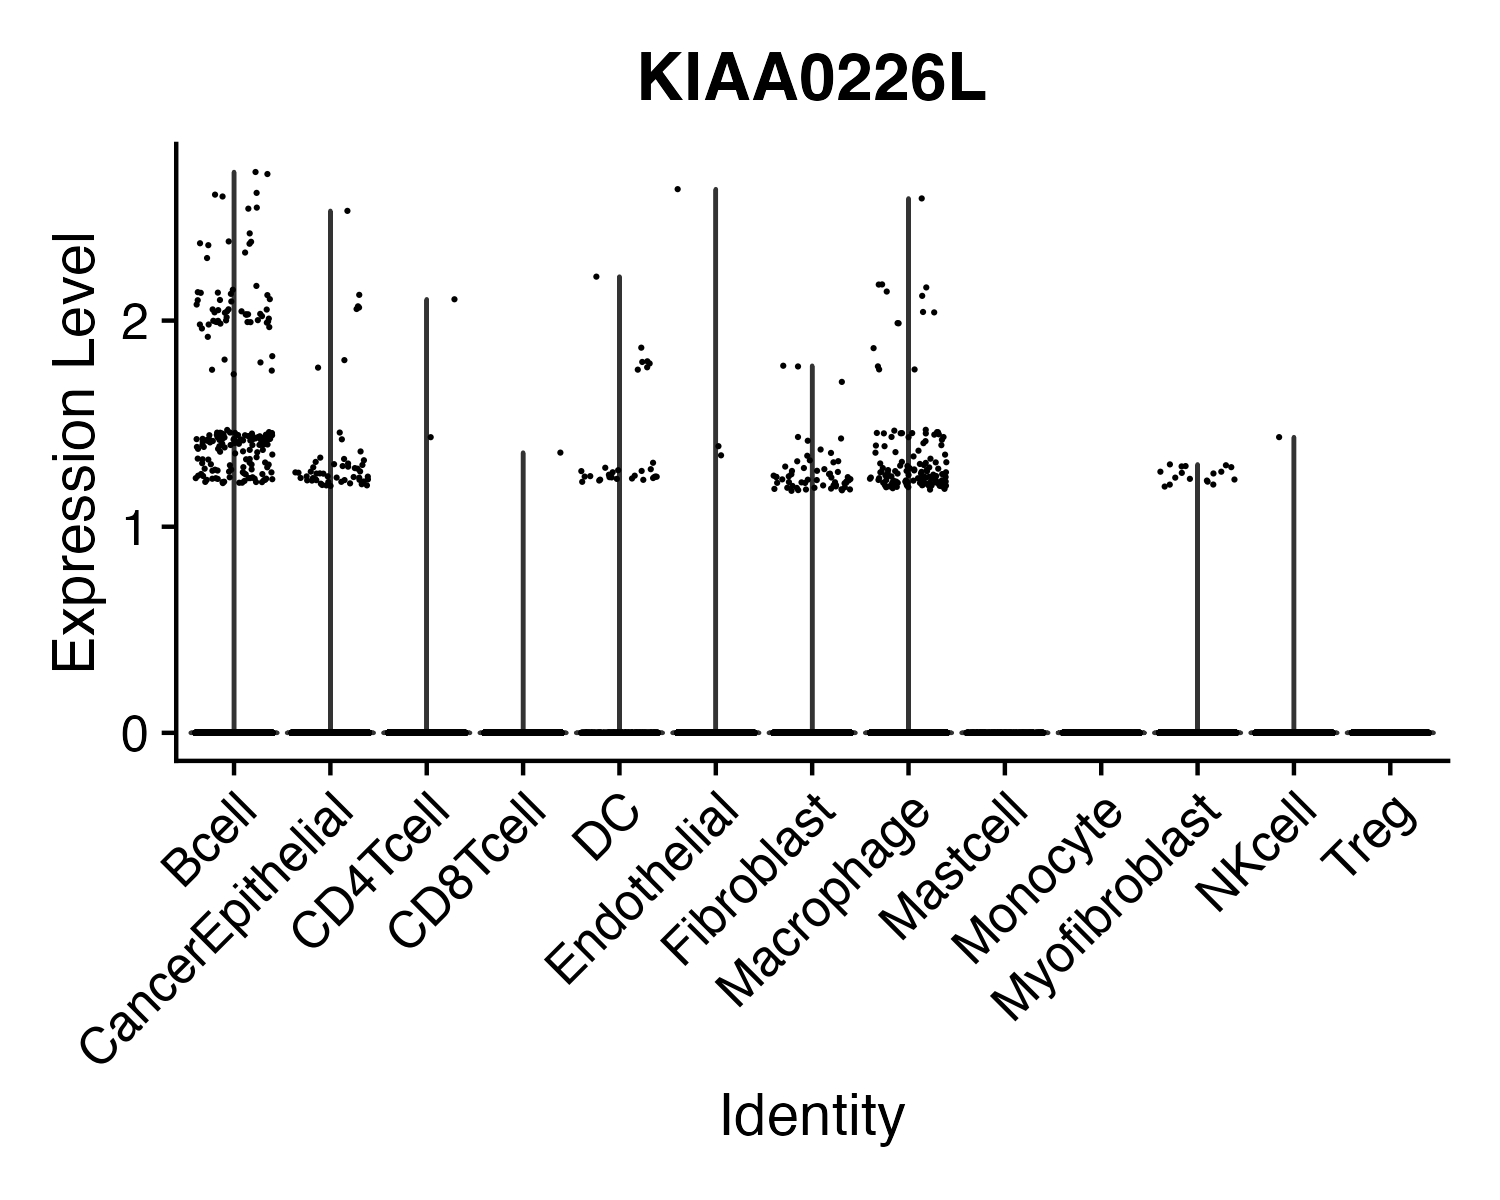 KIAA0226L
Expression Level
2
1
0
Bcell
CancerEpithelial
CD4Tcell
CD8Tcell
DC
Endothelial
Fibroblast
Macrophage
Mastcell
Monocyte
Myofibroblast
NKcell
Treg
Identity